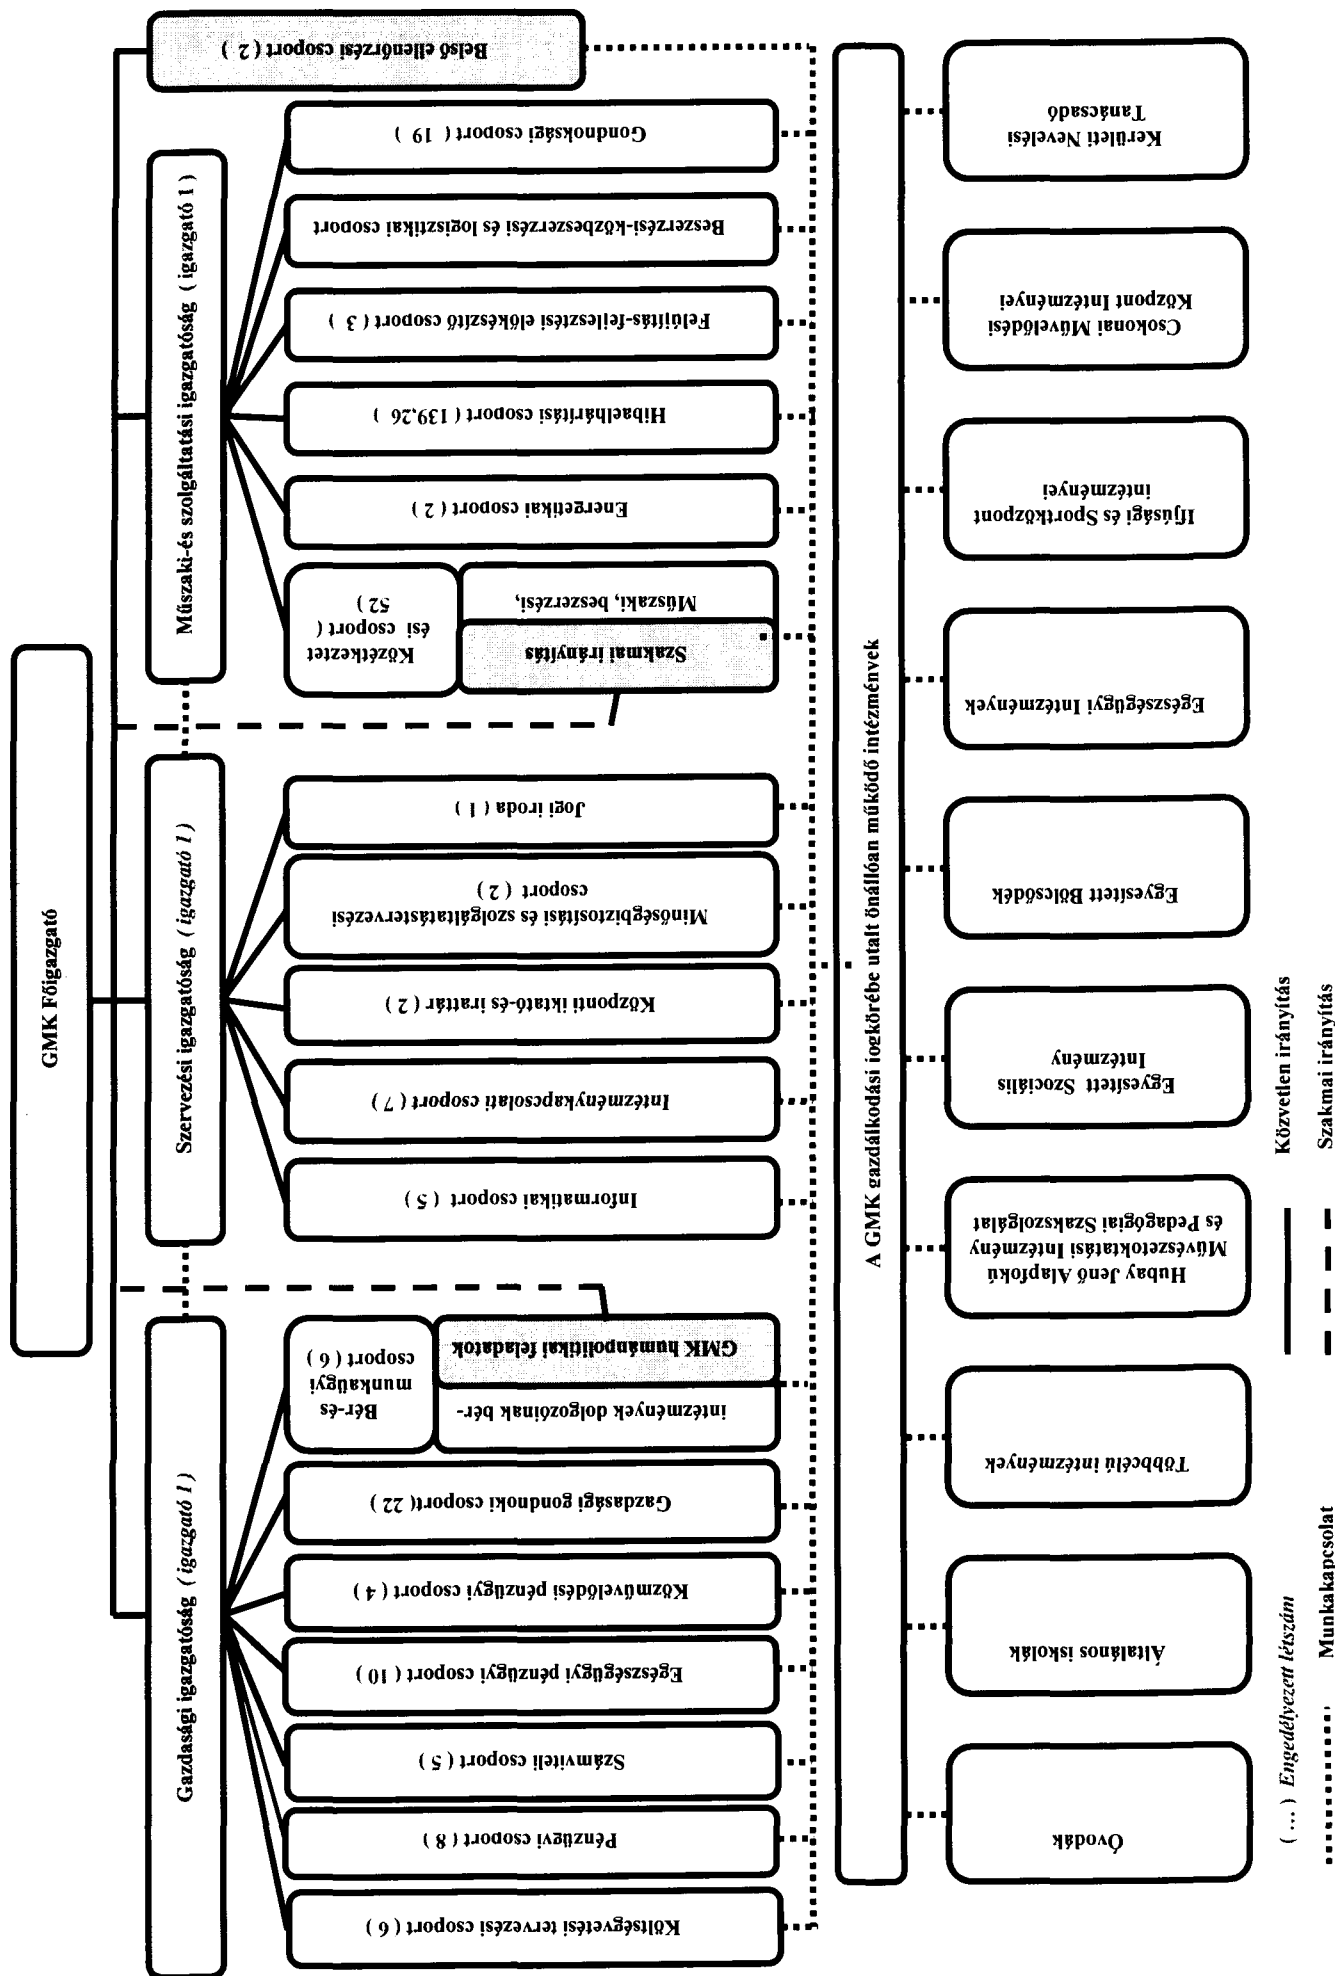 GMK Főigazgató
Gazdasági igazgatóság ( igazgató 1 )
Szervezési igazgatóság ( igazgató 1 )
Műszaki-és szolgáltatási igazgatóság ( igazgató 1 )
Belső ellenőrzési csoport ( 2 )
Költségvetési tervezési csoport ( 6 )
Pénzügvi csoport ( 8 )
Számviteli csoport ( 5 )
Egészségügyi pénzügyi csoport ( 10 )
Közművelődési pénzügyi csoport ( 4 )
Gazdasági gondnoki csoport( 22 )
Bér-és
munkaügyi
csoport ( 6 )
intézmények dolgozóinak bér-
GMK humánpolitikai feladatok
Informatikai csoport ( 5 )
Intézménykapcsolati csoport ( 7 )
Központi iktató-és irattár ( 2 )
Minőségbiztosítási és szolgáltatástervezési
csoport ( 2 )
Jogi iroda ( 1 )
Közétkeztet
ési csoport (
52 )
Szakmai irányítás
Műszaki, beszerzési,
Energetikai csoport ( 2 )
Hibaelhárítási csoport ( 139,26 )
Felújítás-feilesztési előkészítő csoport ( 3 )
Beszerzési-közbeszerzési és logisztikai csoport
Gondnoksági csoport ( 19 )
A GMK gazdálkodási iogkörébe utalt önállóan működő intézmények
Óvodák
Általános iskolák
Többcélú intézmények
Hubay Jenő Alapfokú
Művészetoktatási Intézmény
és Pedagógiai Szakszolgálat
Egyesített Szociális
Intézmény
Egyesített Bölcsődék
Egészségügyi Intézmények
Ifjúsági és Sportközpont
intézményei
Csokonai Művelődési
Központ Intézményei
Kerületi Nevelési
Tanácsadó
( … ) Engedélyezett létszám
Közvetlen irányítás
Munkakapcsolat
Szakmai irányítás